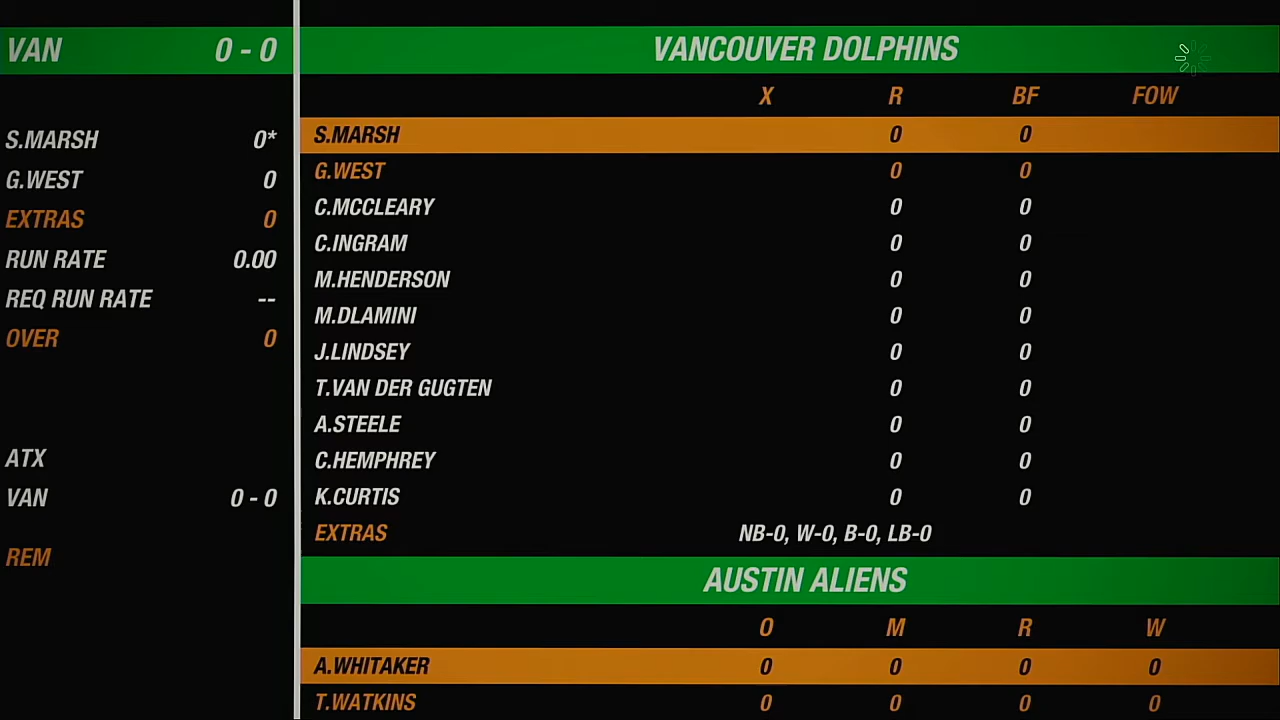 VAN 0 - 0
S.MARSH 0*
G.WEST 0
EXTRAS 0
RUN RATE 0.00
REQ RUN RATE --
OVER 0
ATX
VAN 0 - 0
REM
VANCOUVER DOLPHINS
X R BF FOW
S.MARSH 0 0
G.WEST 0 0
C.MCCLEARY 0 0
C.INGRAM 0 0
M.HENDERSON 0 0
M.DLAMINI 0 0
J.LINDSEY 0 0
T.VAN DER GUGTEN 0 0
A.STEELE 0 0
C.HEMPHREY 0 0
K.CURTIS 0 0
EXTRAS NB-0, W-0, B-0, LB-0
AUSTIN ALIENS
O M R W
A.WHITAKER 0 0 0 0
T.WATKINS 0 0 0 0